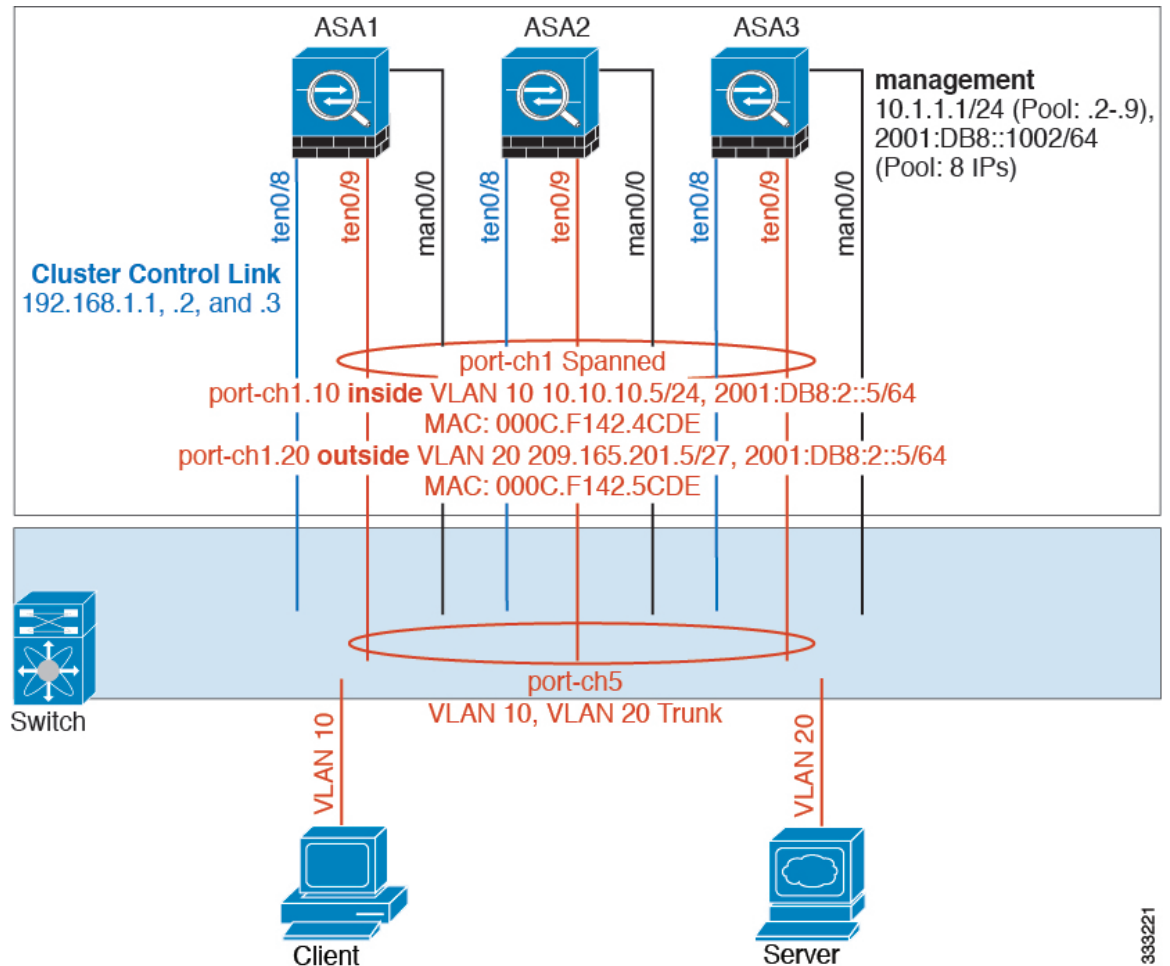 ASA1
ASA2
ASA3
management
10.1.1.1/24 (Pool: .2-.9),
2001:DB8::1002/64
(Pool: 8 IPs)
ten0/8
ten0/9
man0/0
ten0/8
ten0/9
man0/0
ten0/8
ten0/9
man0/0
Cluster Control Link
192.168.1.1, .2, and .3
port-ch1 Spanned
port-ch1.10 inside VLAN 10 10.10.10.5/24, 2001:DB8:2::5/64
MAC: 000C.F142.4CDE
port-ch1.20 outside VLAN 20 209.165.201.5/27, 2001:DB8:2::5/64
MAC: 000C.F142.5CDE
Switch
port-ch5
VLAN 10, VLAN 20 Trunk
VLAN 10
VLAN 20
Client
Server
333221